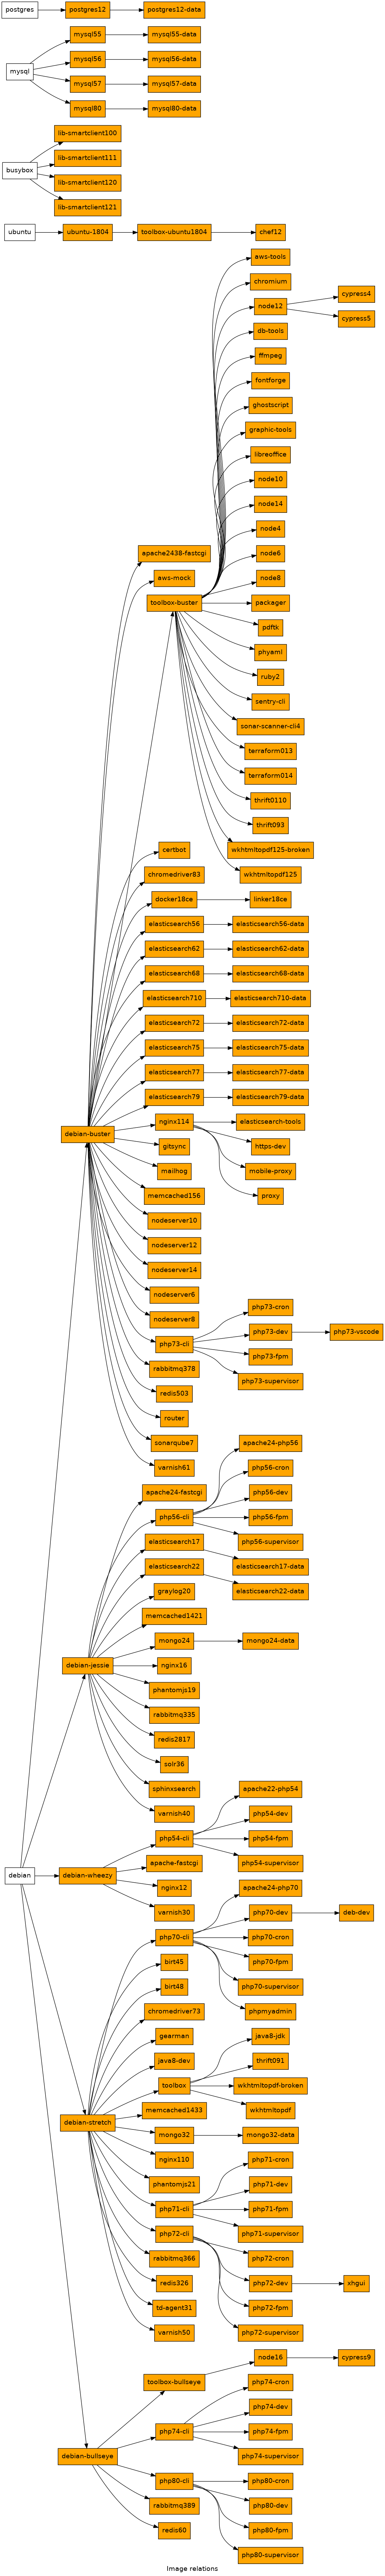 postgres
postgres12
postgres12-data
mysql
mysql55
mysql55-data
mysql56
mysql56-data
mysql57
mysql57-data
mysql80
mysql80-data
busybox
lib-smartclient100
lib-smartclient111
lib-smartclient120
lib-smartclient121
ubuntu
ubuntu-1804
toolbox-ubuntu1804
chef12
aws-tools
chromium
node12
cypress4
cypress5
db-tools
ffmpeg
fontforge
ghostscript
graphic-tools
libreoffice
node10
node14
node4
apache2438-fastcgi
node6
aws-mock
node8
toolbox-buster
packager
pdftk
phyaml
ruby2
sentry-cli
sonar-scanner-cli4
terraform013
terraform014
thrift0110
thrift093
certbot
wkhtmltopdf125-broken
chromedriver83
wkhtmltopdf125
docker18ce
linker18ce
elasticsearch56
elasticsearch56-data
elasticsearch62
elasticsearch62-data
elasticsearch68
elasticsearch68-data
elasticsearch710
elasticsearch710-data
elasticsearch72
elasticsearch72-data
elasticsearch75
elasticsearch75-data
elasticsearch77
elasticsearch77-data
elasticsearch79
elasticsearch79-data
nginx114
elasticsearch-tools
debian-buster
gitsync
https-dev
mailhog
mobile-proxy
memcached156
proxy
nodeserver10
nodeserver12
nodeserver14
nodeserver6
php73-cron
nodeserver8
php73-dev
php73-vscode
php73-cli
php73-fpm
rabbitmq378
php73-supervisor
redis503
router
sonarqube7
apache24-php56
varnish61
php56-cron
apache24-fastcgi
php56-dev
php56-cli
php56-fpm
elasticsearch17
php56-supervisor
elasticsearch22
elasticsearch17-data
graylog20
elasticsearch22-data
memcached1421
mongo24
mongo24-data
debian-jessie
nginx16
phantomjs19
rabbitmq335
redis2817
solr36
sphinxsearch
apache22-php54
varnish40
php54-dev
php54-cli
php54-fpm
apache-fastcgi
php54-supervisor
debian
debian-wheezy
nginx12
apache24-php70
varnish30
php70-dev
deb-dev
php70-cli
php70-cron
birt45
php70-fpm
birt48
php70-supervisor
chromedriver73
phpmyadmin
gearman
java8-jdk
java8-dev
thrift091
toolbox
wkhtmltopdf-broken
memcached1433
wkhtmltopdf
debian-stretch
mongo32
mongo32-data
nginx110
php71-cron
phantomjs21
php71-dev
php71-cli
php71-fpm
php72-cli
php71-supervisor
rabbitmq366
php72-cron
redis326
php72-dev
xhgui
td-agent31
php72-fpm
varnish50
php72-supervisor
node16
cypress9
toolbox-bullseye
php74-cron
php74-dev
php74-cli
php74-fpm
debian-bullseye
php74-supervisor
php80-cli
php80-cron
rabbitmq389
php80-dev
redis60
php80-fpm
php80-supervisor
Image relations